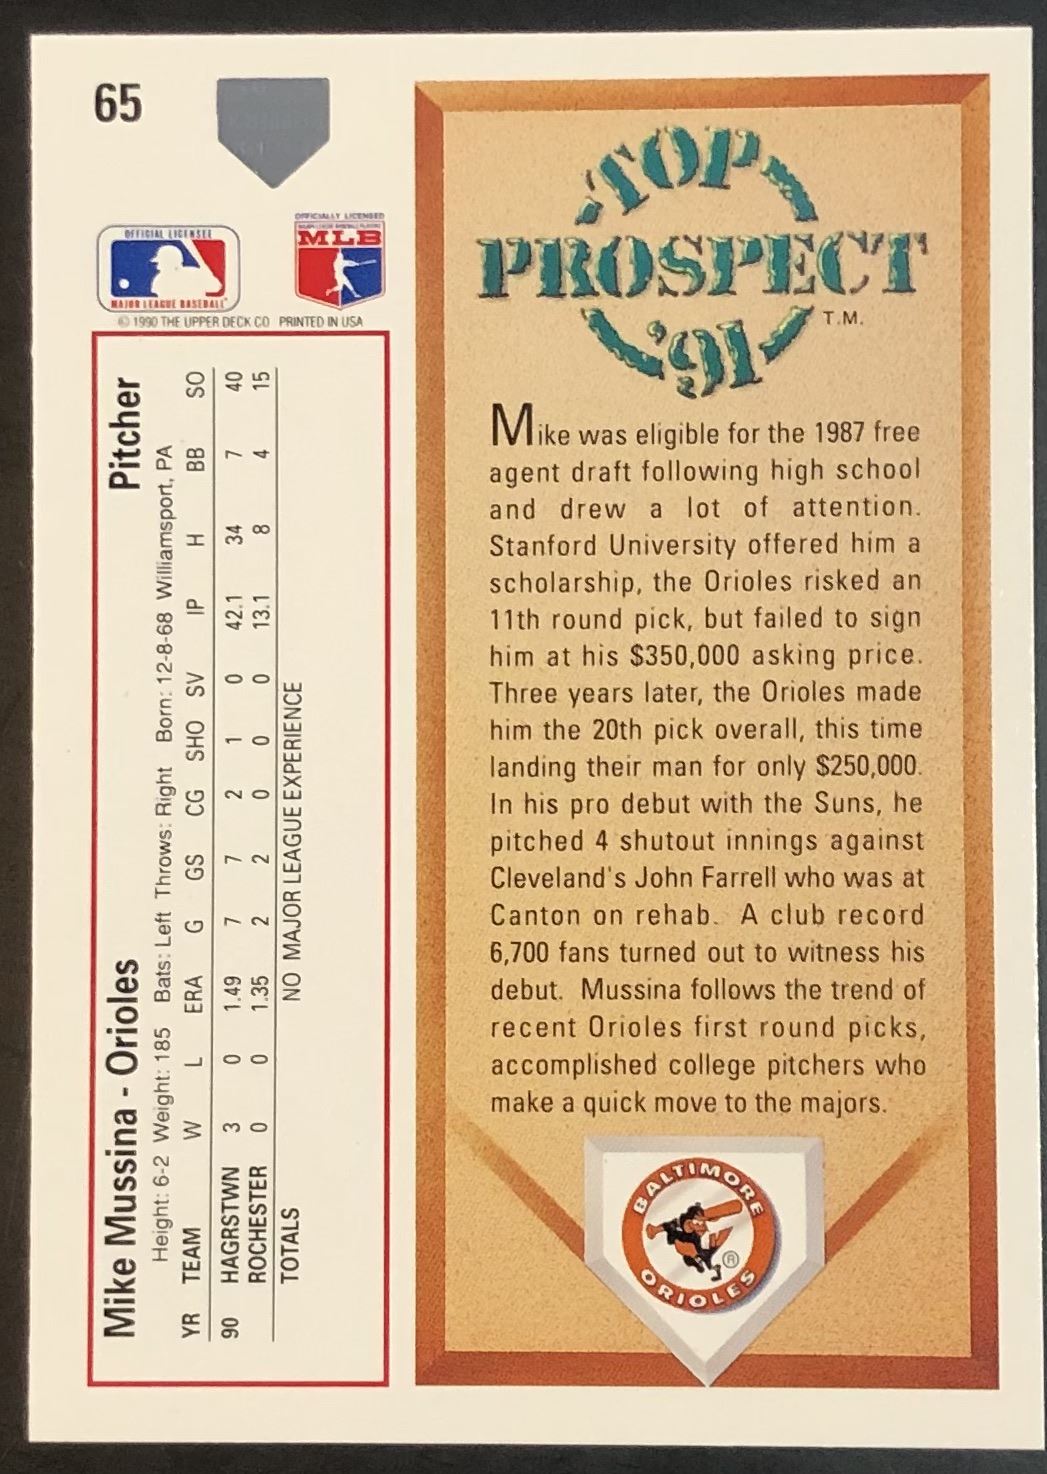 65
OFFICIAL LICENSEE
MAJOR LEAGUE BASEBALL
OFFICIALLY LICENSED
MLB
© 1990 THE UPPER DECK CO. PRINTED IN USA
Mike Mussina - Orioles Pitcher
Height: 6-2 Weight: 185 Bats: Left Throws: Right Born: 12-8-68 Williamsport, PA
YR TEAM W L ERA G GS CG SHO SV IP H BB SO
90 HAGRSTWN 3 0 1.49 7 7 2 1 0 42.1 34 7 40
ROCHESTER 0 0 1.35 2 2 0 0 0 13.1 8 4 15
TOTALS NO MAJOR LEAGUE EXPERIENCE
TOP
PROSPECT
'91
T.M.
Mike was eligible for the 1987 free
agent draft following high school
and drew a lot of attention.
Stanford University offered him a
scholarship, the Orioles risked an
11th round pick, but failed to sign
him at his $350,000 asking price.
Three years later, the Orioles made
him the 20th pick overall, this time
landing their man for only $250,000.
In his pro debut with the Suns, he
pitched 4 shutout innings against
Cleveland's John Farrell who was at
Canton on rehab. A club record
6,700 fans turned out to witness his
debut. Mussina follows the trend of
recent Orioles first round picks,
accomplished college pitchers who
make a quick move to the majors.
BALTIMORE
ORIOLES
®